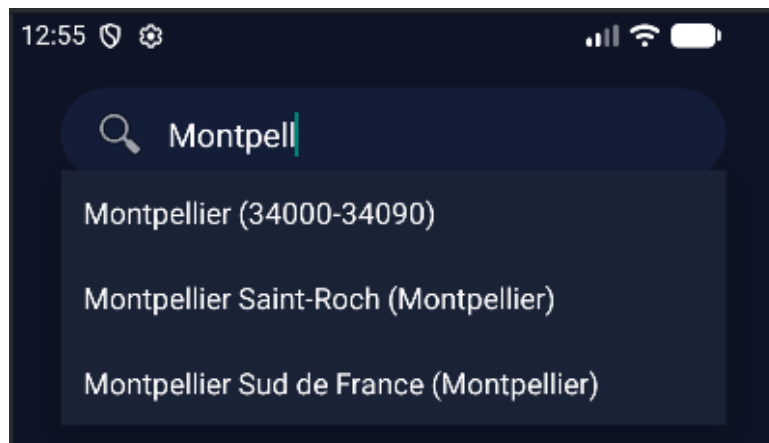 12:55
Montpell
Montpellier (34000-34090)
Montpellier Saint-Roch (Montpellier)
Montpellier Sud de France (Montpellier)